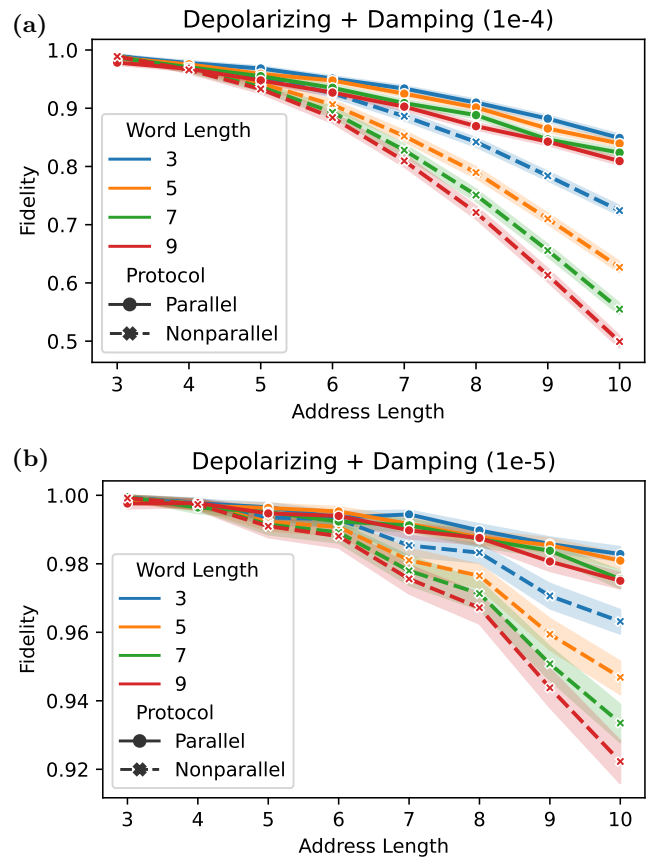 (a)
Depolarizing + Damping (1e-4)
1.0
0.9
0.8
0.7
0.6
0.5
Fidelity
Word Length
3
5
7
9
Protocol
Parallel
Nonparallel
3 4 5 6 7 8 9 10
Address Length
(b)
Depolarizing + Damping (1e-5)
1.00
0.98
0.96
0.94
0.92
Fidelity
Word Length
3
5
7
9
Protocol
Parallel
Nonparallel
3 4 5 6 7 8 9 10
Address Length